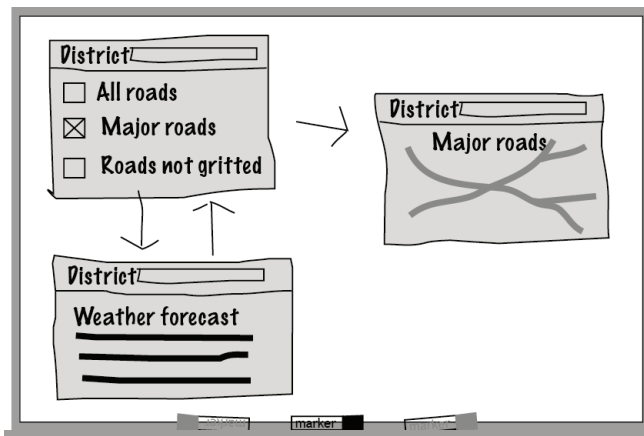 District
All roads
Major roads
Roads not gritted
District
Major roads
District
Weather forecast
marker